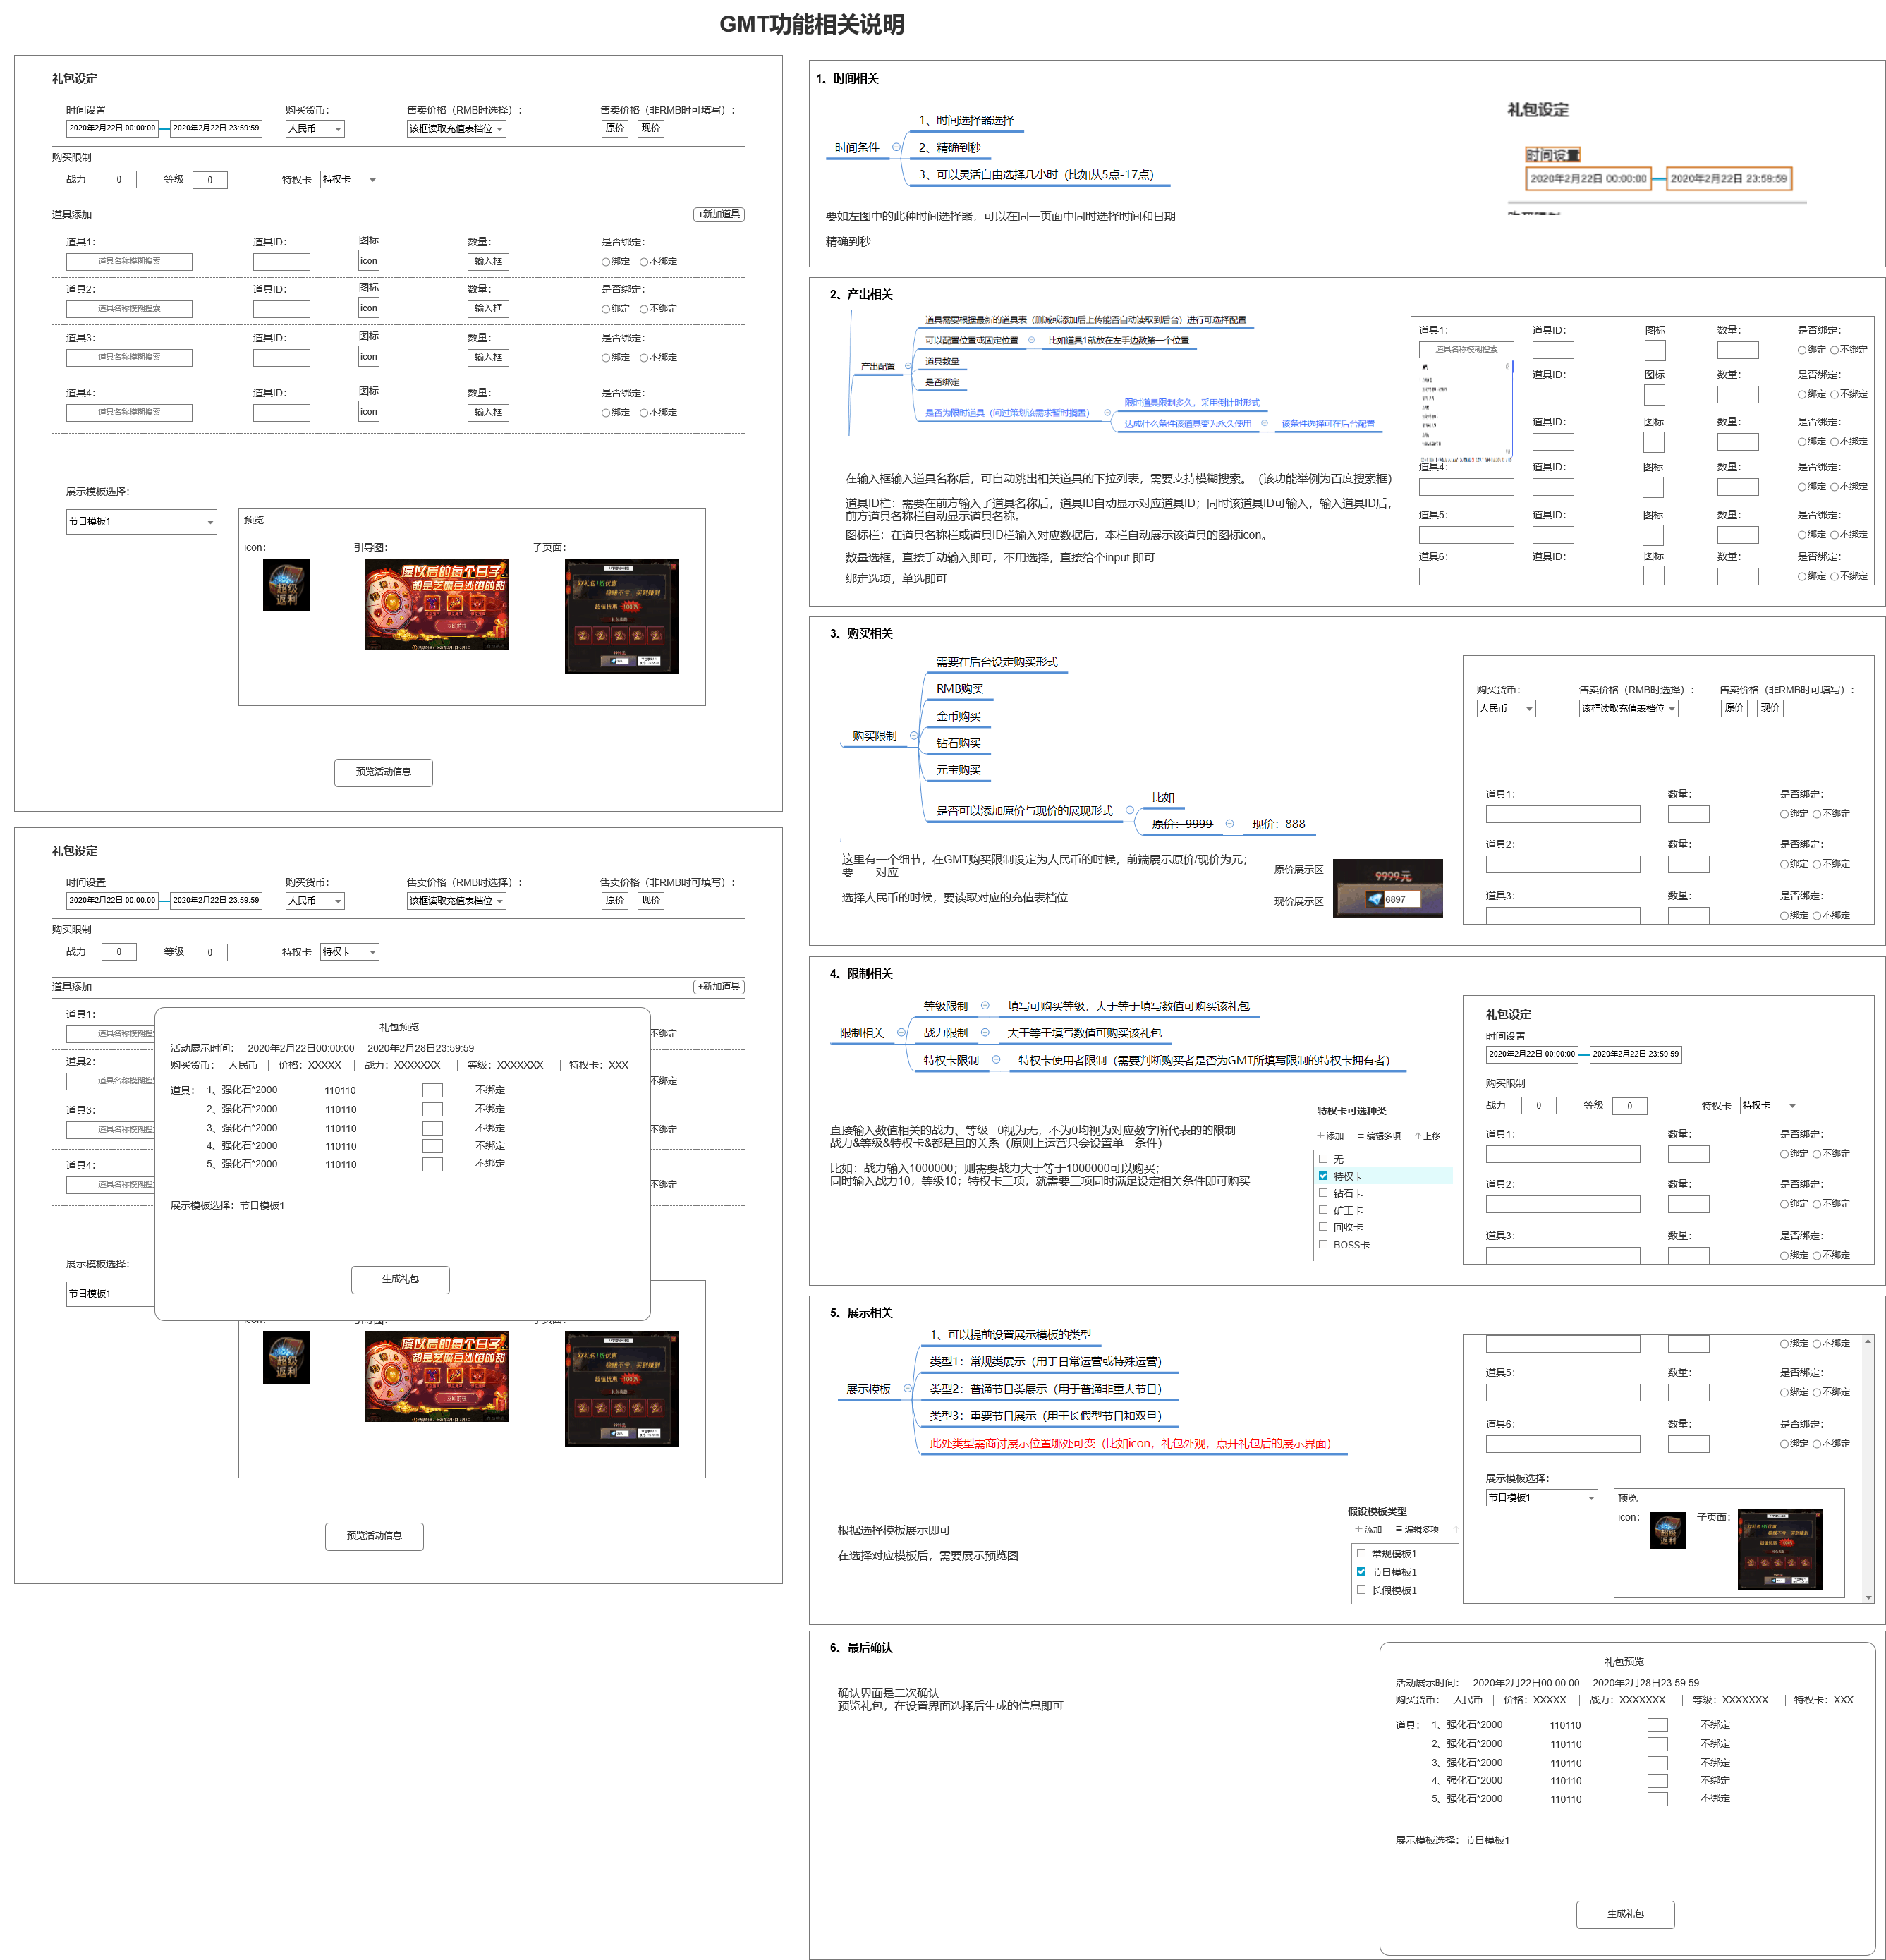 GMT功能相关说明
礼包设定
时间设置
购买货币：
售卖价格（RMB时选择）：
售卖价格（非RMB时可填写）：
2020年2月22日 00:00:00
2020年2月22日 23:59:59
人民币
该框读取充值表档位
原价
现价
购买限制
战力
0
等级
0
特权卡
特权卡
道具添加
+新加道具
道具1：
道具ID：
图标
数量：
是否绑定：
道具名称模糊搜索
icon
输入框
绑定
不绑定
道具2：
道具ID：
图标
数量：
是否绑定：
道具名称模糊搜索
icon
输入框
绑定
不绑定
道具3：
道具ID：
图标
数量：
是否绑定：
道具名称模糊搜索
icon
输入框
绑定
不绑定
道具4：
道具ID：
图标
数量：
是否绑定：
道具名称模糊搜索
icon
输入框
绑定
不绑定
展示模板选择：
节日模板1
预览
icon：
引导图：
子页面：
超级
返利
愿以后的每个日子
都是芝麻豆沙馅的甜
超值优惠
1000%
预览活动信息
礼包设定
时间设置
购买货币：
售卖价格（RMB时选择）：
售卖价格（非RMB时可填写）：
2020年2月22日 00:00:00
2020年2月22日 23:59:59
人民币
该框读取充值表档位
原价
现价
购买限制
战力
0
等级
0
特权卡
特权卡
道具添加
+新加道具
道具1：
道具名称模糊搜
不绑定
道具2：
道具名称模糊搜
不绑定
道具3：
道具名称模糊搜
不绑定
道具4：
道具名称模糊搜
不绑定
礼包预览
活动展示时间： 2020年2月22日00:00:00----2020年2月28日23:59:59
购买货币： 人民币 | 价格：XXXXX | 战力：XXXXXXX | 等级：XXXXXXX | 特权卡：XXX
道具： 1、强化石*2000 110110 不绑定
2、强化石*2000 110110 不绑定
3、强化石*2000 110110 不绑定
4、强化石*2000 110110 不绑定
5、强化石*2000 110110 不绑定
展示模板选择：节日模板1
生成礼包
展示模板选择：
节日模板1
超级
返利
愿以后的每个日子
都是芝麻豆沙馅的甜
超值优惠
1000%
预览活动信息
1、时间相关
时间条件
1、时间选择器选择
2、精确到秒
3、可以灵活自由选择几小时（比如从5点-17点）
要如左图中的此种时间选择器，可以在同一页面中同时选择时间和日期
精确到秒
礼包设定
时间设置
2020年2月22日 00:00:00
2020年2月22日 23:59:59
2、产出相关
产出配置
道具需要根据最新的道具表（删减或添加后上传能否自动读取到后台）进行可选择配置
可以配置位置或固定位置
比如道具1就放在左手边数第一个位置
道具数量
是否绑定
是否为限时道具（问过策划该需求暂时搁置）
限时道具限制多久，采用倒计时形式
达成什么条件该道具变为永久使用
该条件选择可在后台配置
在输入框输入道具名称后，可自动跳出相关道具的下拉列表，需要支持模糊搜索。（该功能举例为百度搜索框）
道具ID栏：需要在前方输入了道具名称后，道具ID自动显示对应道具ID；同时该道具ID可输入，输入道具ID后，
前方道具名称栏自动显示道具名称。
图标栏：在道具名称栏或道具ID栏输入对应数据后，本栏自动展示该道具的图标icon。
数量选框，直接手动输入即可，不用选择，直接给个input 即可
绑定选项，单选即可
道具1：
道具ID：
图标
数量：
是否绑定：
道具名称模糊搜索
绑定
不绑定
道具ID：
图标
数量：
是否绑定：
绑定
不绑定
道具ID：
图标
数量：
是否绑定：
绑定
不绑定
道具4：
道具ID：
图标
数量：
是否绑定：
绑定
不绑定
道具5：
道具ID：
图标
数量：
是否绑定：
绑定
不绑定
道具6：
道具ID：
图标
数量：
是否绑定：
绑定
不绑定
3、购买相关
购买限制
需要在后台设定购买形式
RMB购买
金币购买
钻石购买
元宝购买
是否可以添加原价与现价的展现形式
比如
原价：9999
现价：888
这里有一个细节，在GMT购买限制设定为人民币的时候，前端展示原价/现价为元；
要一一对应
选择人民币的时候，要读取对应的充值表档位
原价展示区
现价展示区
9999元
6897
购买货币：
售卖价格（RMB时选择）：
售卖价格（非RMB时可填写）：
人民币
该框读取充值表档位
原价
现价
道具1：
数量：
是否绑定：
绑定
不绑定
道具2：
数量：
是否绑定：
绑定
不绑定
道具3：
数量：
是否绑定：
绑定
不绑定
4、限制相关
限制相关
等级限制
填写可购买等级，大于等于填写数值可购买该礼包
战力限制
大于等于填写数值可购买该礼包
特权卡限制
特权卡使用者限制（需要判断购买者是否为GMT所填写限制的特权卡拥有者）
直接输入数值相关的战力、等级 0视为无，不为0均视为对应数字所代表的的限制
战力&等级&特权卡&都是且的关系（原则上运营只会设置单一条件）
比如：战力输入1000000；则需要战力大于等于1000000可以购买；
同时输入战力10，等级10；特权卡三项，就需要三项同时满足设定相关条件即可购买
特权卡可选种类
添加
编辑多项
上移
无
特权卡
钻石卡
矿工卡
回收卡
BOSS卡
礼包设定
时间设置
2020年2月22日 00:00:00
2020年2月22日 23:59:59
购买限制
战力
0
等级
0
特权卡
特权卡
道具1：
数量：
是否绑定：
绑定
不绑定
道具2：
数量：
是否绑定：
绑定
不绑定
道具3：
数量：
是否绑定：
绑定
不绑定
5、展示相关
展示模板
1、可以提前设置展示模板的类型
类型1：常规类展示（用于日常运营或特殊运营）
类型2：普通节日类展示（用于普通非重大节日）
类型3：重要节日展示（用于长假型节日和双旦）
此处类型需商讨展示位置哪处可变（比如icon，礼包外观，点开礼包后的展示界面）
根据选择模板展示即可
在选择对应模板后，需要展示预览图
假设模板类型
添加
编辑多项
常规模板1
节日模板1
长假模板1
绑定
不绑定
道具5：
数量：
是否绑定：
绑定
不绑定
道具6：
数量：
是否绑定：
绑定
不绑定
展示模板选择：
节日模板1
预览
icon：
子页面：
超级
返利
6、最后确认
确认界面是二次确认
预览礼包，在设置界面选择后生成的信息即可
礼包预览
活动展示时间： 2020年2月22日00:00:00----2020年2月28日23:59:59
购买货币： 人民币 | 价格：XXXXX | 战力：XXXXXXX | 等级：XXXXXXX | 特权卡：XXX
道具： 1、强化石*2000 110110 不绑定
2、强化石*2000 110110 不绑定
3、强化石*2000 110110 不绑定
4、强化石*2000 110110 不绑定
5、强化石*2000 110110 不绑定
展示模板选择：节日模板1
生成礼包